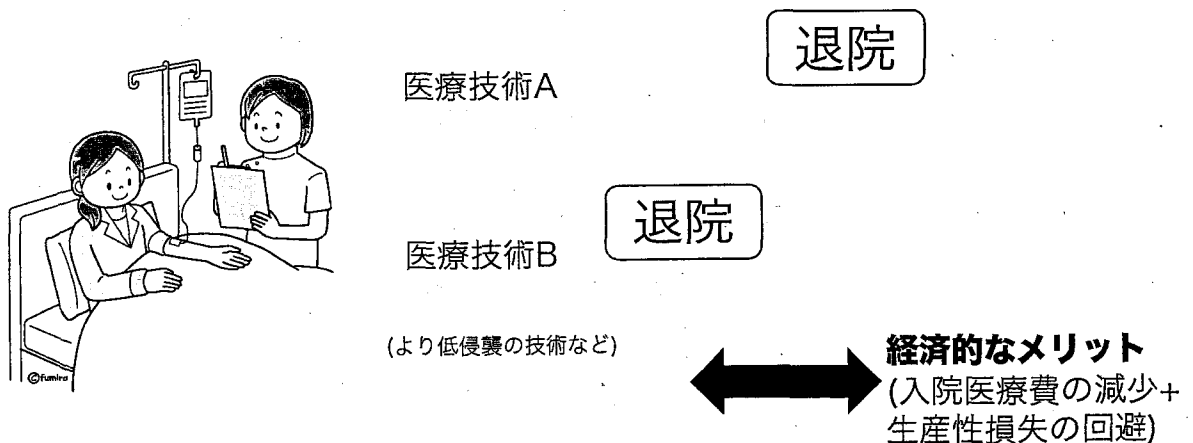 退院
医療技術A
退院
医療技術B
(より低侵襲の技術など)
経済的なメリット
(入院医療費の減少+
生産性損失の回避)
©fumira